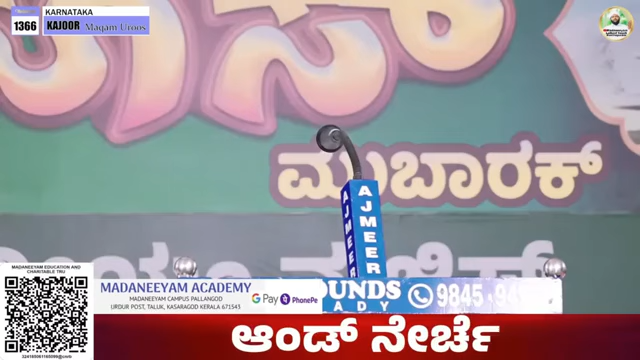 KARNATAKA
1366 KAJOOR Maqam Uroos
ಮುಬಾರಕ್
AJMEER
AJMEER
MADANEEYAM EDUCATION AND
CHARITABLE TRU
MADANEEYAM ACADEMY
MADANEEYAM CAMPUS PALLANGOD
URDUR POST, TALUK, KASARAGOD KERALA 671543
G Pay PhonePe
OUNDS
ADY
9845
ಆಂಡ್ ನೇರ್ಚೆ